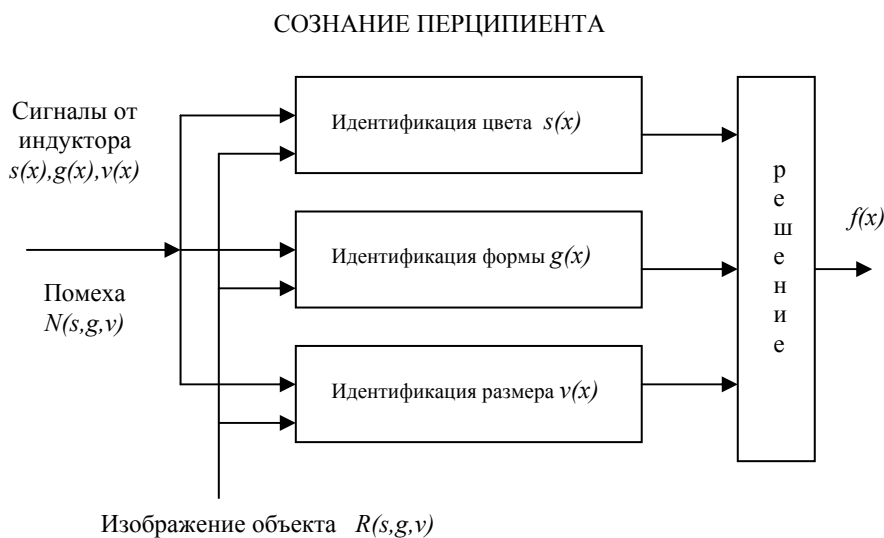 СОЗНАНИЕ ПЕРЦИПИЕНТА
Сигналы от
индуктора
s(x),g(x),v(x)
Помеха
N(s,g,v)
Идентификация цвета s(x)
Идентификация формы g(x)
Идентификация размера v(x)
р
е
ш
е
н
и
е
f(x)
Изображение объекта R(s,g,v)